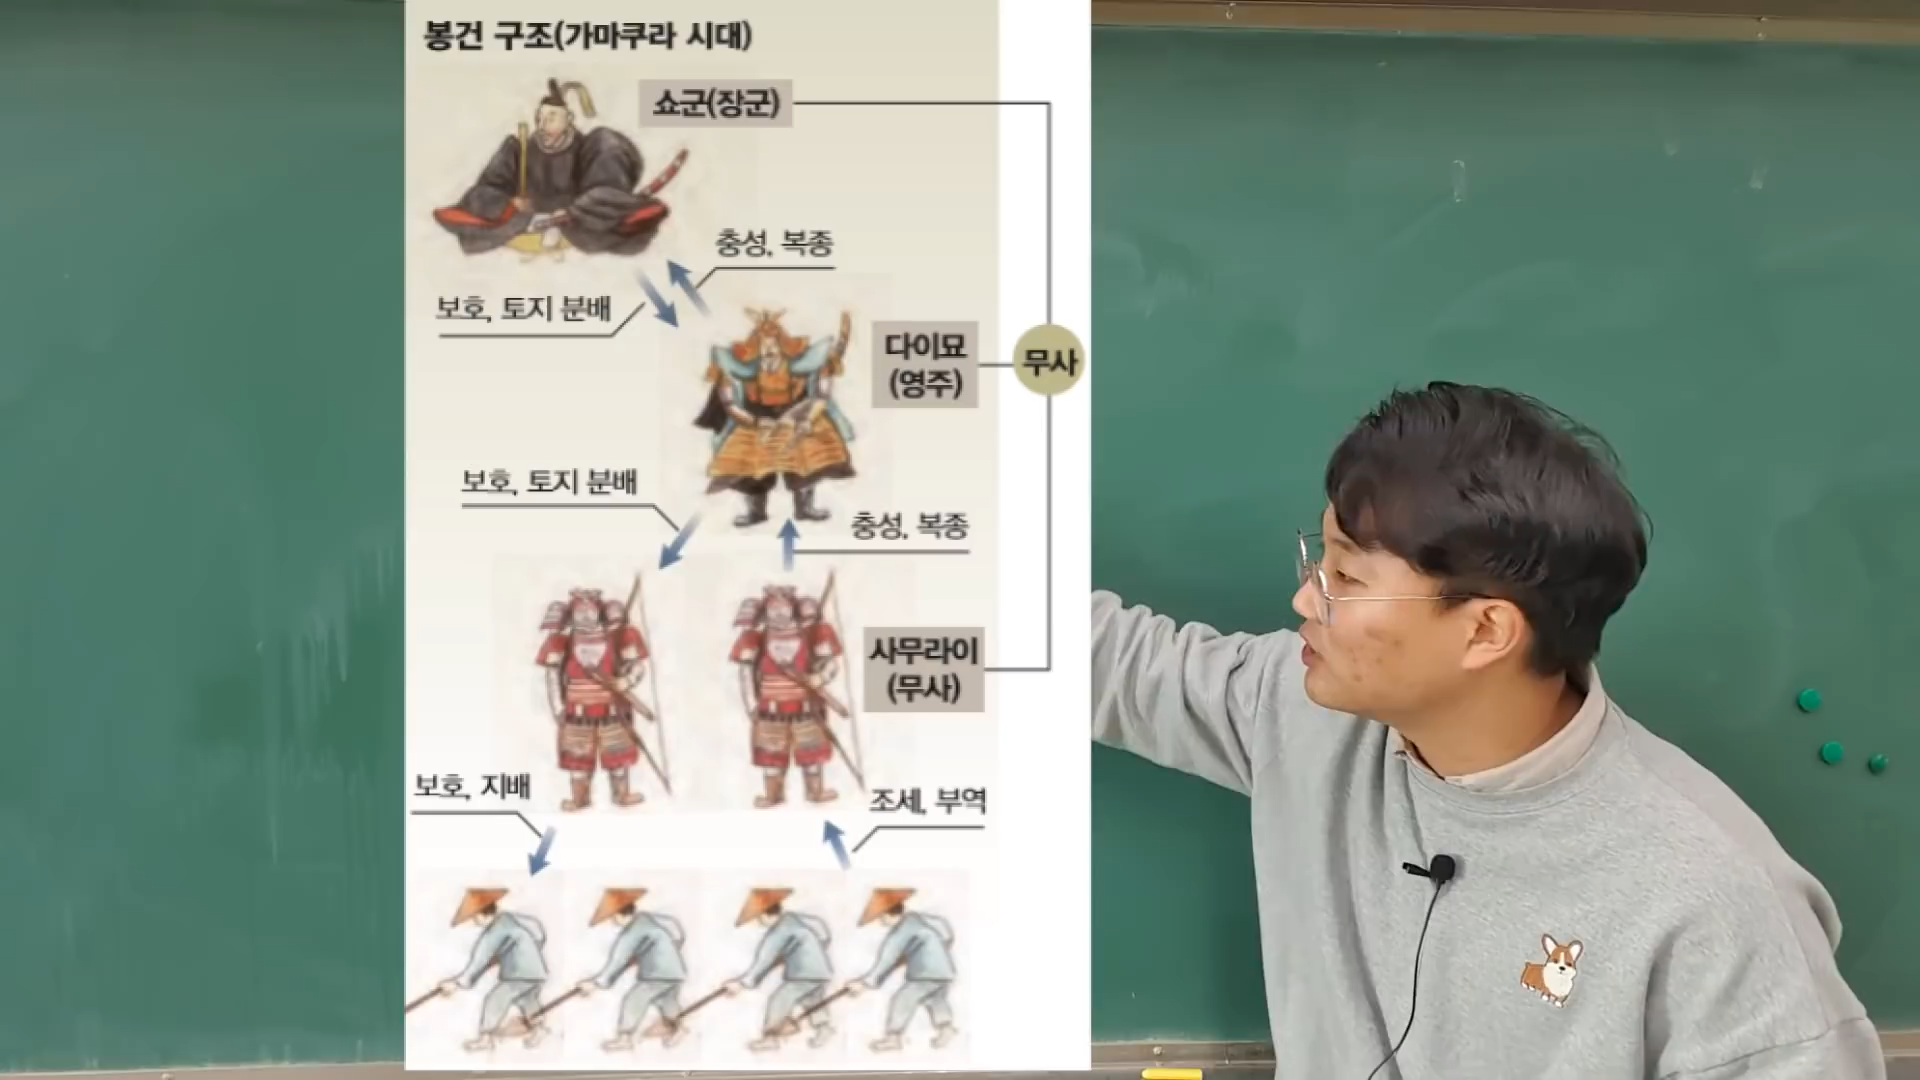 봉건 구조(가마쿠라 시대)
쇼군(장군)
충성, 복종
보호, 토지 분배
다이묘
(영주)
무사
보호, 토지 분배
충성, 복종
사무라이
(무사)
보호, 지배
조세, 부역